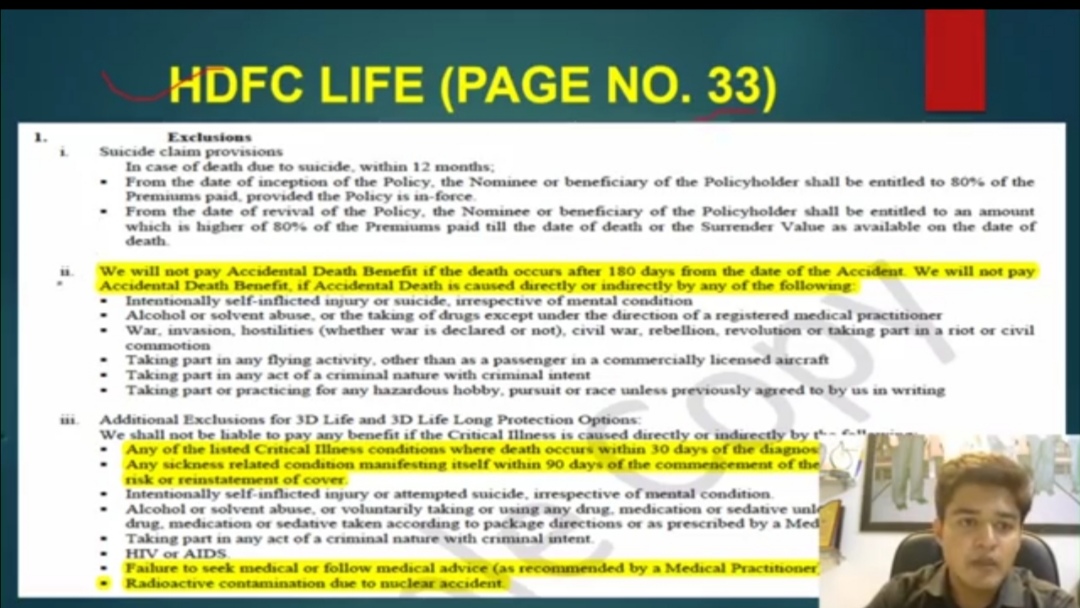 HDFC LIFE (PAGE NO. 33)
1. Exclusions
i. Suicide claim provisions
In case of death due to suicide, within 12 months;
▪ From the date of inception of the Policy, the Nominee or beneficiary of the Policyholder shall be entitled to 80% of the
Premiums paid, provided the Policy is in-force.
▪ From the date of revival of the Policy, the Nominee or beneficiary of the Policyholder shall be entitled to an amount
which is higher of 80% of the Premiums paid till the date of death or the Surrender Value as available on the date of
death.
ii. We will not pay Accidental Death Benefit if the death occurs after 180 days from the date of the Accident. We will not pay
Accidental Death Benefit, if Accidental Death is caused directly or indirectly by any of the following:
▪ Intentionally self-inflicted injury or suicide, irrespective of mental condition
▪ Alcohol or solvent abuse, or the taking of drugs except under the direction of a registered medical practitioner
▪ War, invasion, hostilities (whether war is declared or not), civil war, rebellion, revolution or taking part in a riot or civil
commotion
▪ Taking part in any flying activity, other than as a passenger in a commercially licensed aircraft
▪ Taking part in any act of a criminal nature with criminal intent
▪ Taking part or practicing for any hazardous hobby, pursuit or race unless previously agreed to by us in writing
iii. Additional Exclusions for 3D Life and 3D Life Long Protection Options:
We shall not be liable to pay any benefit if the Critical Illness is caused directly or indirectly by
▪ Any of the listed Critical Illness conditions where death occurs within 30 days of the
▪ Any sickness related condition manifesting itself within 90 days of the commencement of the
risk or reinstatement of cover.
▪ Intentionally self-inflicted injury or attempted suicide, irrespective of mental condition.
▪ Alcohol or solvent abuse, or voluntarily taking or using any drug, medication or sedative
drug, medication or sedative taken according to package directions or as prescribed by a
▪ Taking part in any act of a criminal nature with criminal intent.
▪ HIV or AIDS.
▪ Failure to seek medical or follow medical advice (as recommended by a Medical Practitioner
▪ Radioactive contamination due to nuclear accident.
Copy